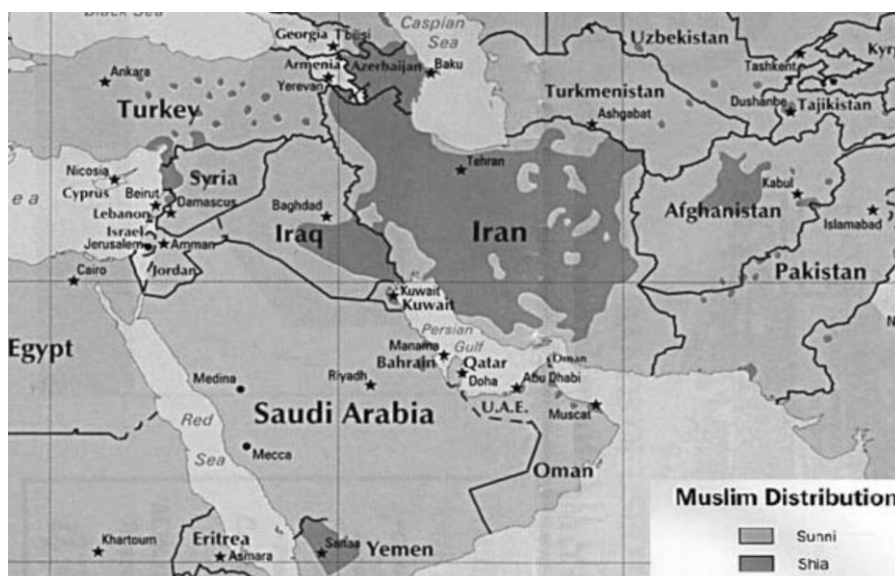 Black Sea
Georgia
Tbilisi
Caspian
Sea
Uzbekistan
Tashkent
Armenia
Azerbaijan
Baku
Yerevan
Ankara
Turkey
Turkmenistan
Ashgabat
Dushanbe
Tajikistan
Nicosia
Cyprus
Syria
Tehran
Beirut
Damascus
Lebanon
Baghdad
Kabul
Afghanistan
Islamabad
Israel
Jerusalem
Amman
Iraq
Iran
Jordan
Cairo
Pakistan
Kuwait
Kuwait
Persian
Gulf
Egypt
Manama
Bahrain
Qatar
Oman
Doha
Abu Dhabi
Medina
Riyadh
Saudi Arabia
U.A.E.
Muscat
Red
Sea
Mecca
Oman
Muslim Distribution
Sunni
Shia
Khartoum
Eritrea
Asmara
Sanaa
Yemen